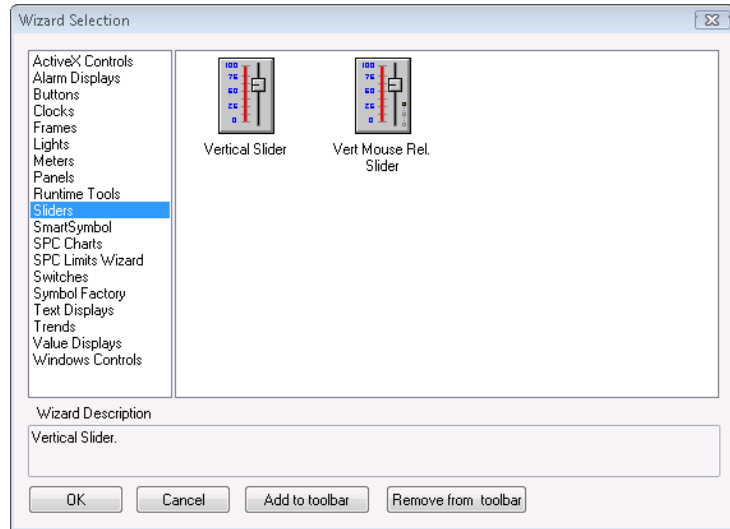 Wizard Selection
ActiveX Controls
Alarm Displays
Buttons
Clocks
Frames
Lights
Meters
Panels
Runtime Tools
Sliders
SmartSymbol
SPC Charts
SPC Limits Wizard
Switches
Symbol Factory
Text Displays
Trends
Value Displays
Windows Controls
100
75
50
25
0
Vertical Slider
100
75
50
25
0
Vert Mouse Rel.
Slider
Wizard Description
Vertical Slider.
OK
Cancel
Add to toolbar
Remove from toolbar